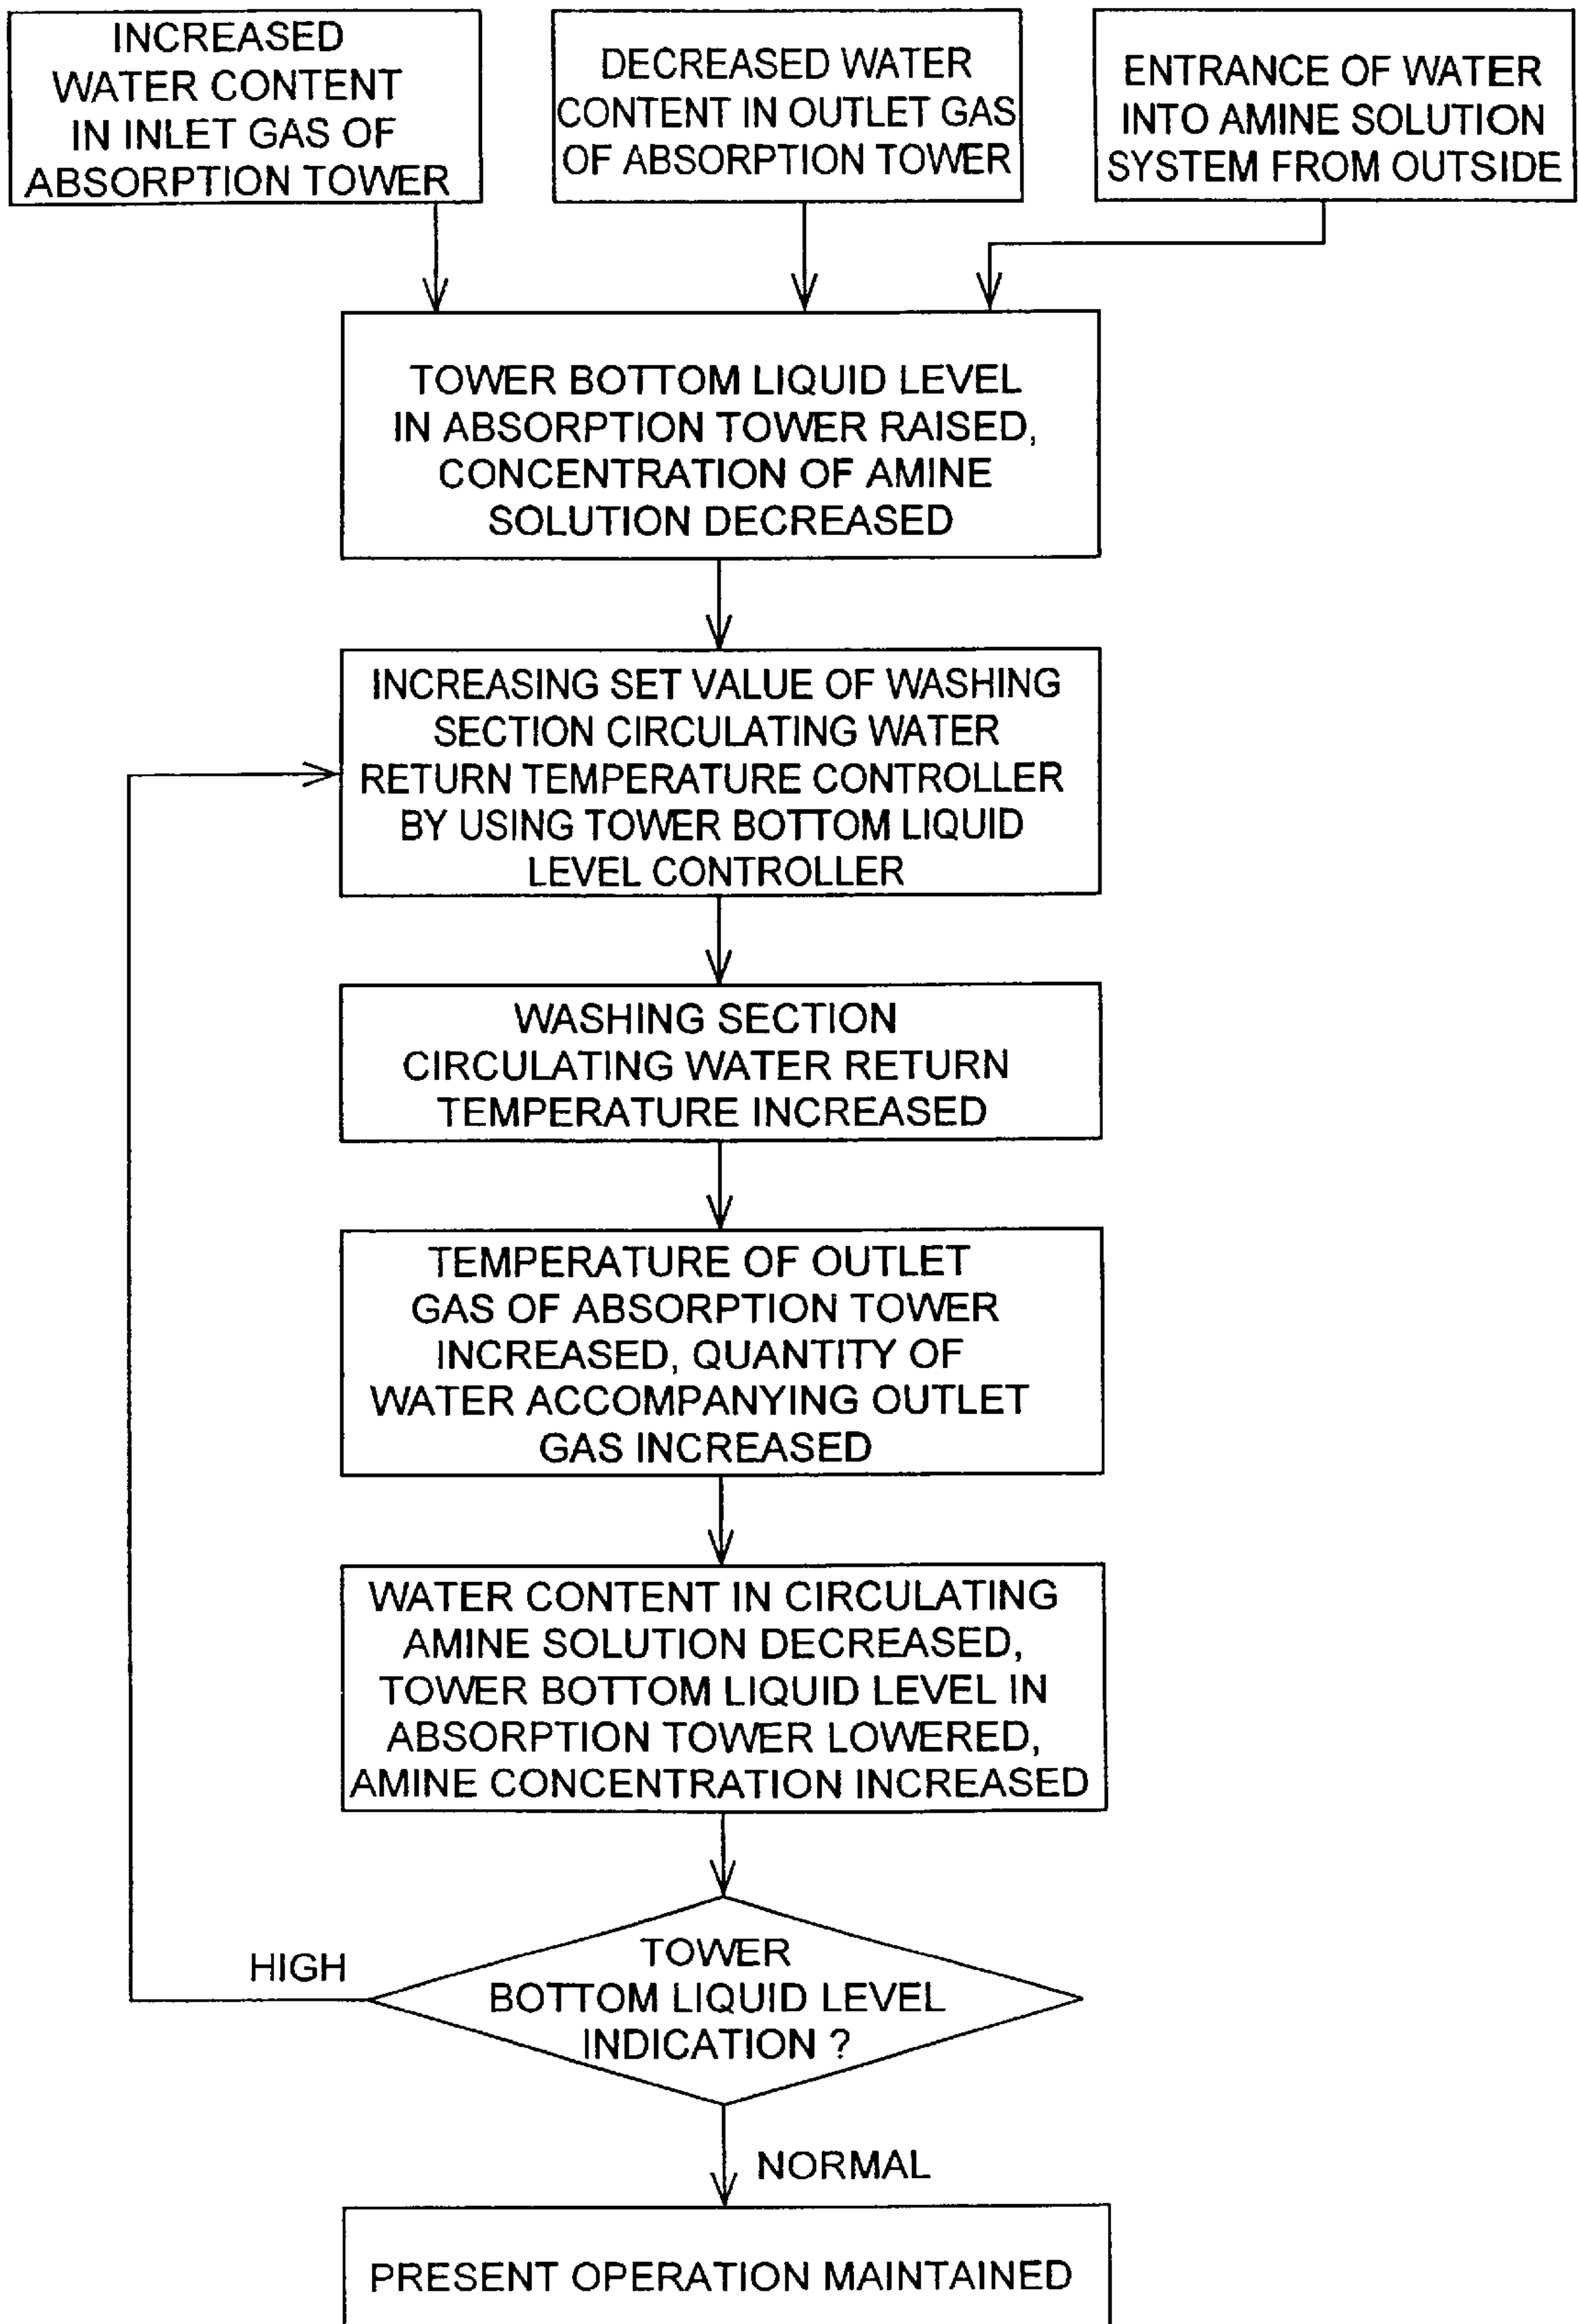 INCREASED
WATER CONTENT
IN INLET GAS OF
ABSORPTION TOWER
DECREASED WATER
CONTENT IN OUTLET GAS
OF ABSORPTION TOWER
ENTRANCE OF WATER
INTO AMINE SOLUTION
SYSTEM FROM OUTSIDE
TOWER BOTTOM LIQUID LEVEL
IN ABSORPTION TOWER RAISED,
CONCENTRATION OF AMINE
SOLUTION DECREASED
INCREASING SET VALUE OF WASHING
SECTION CIRCULATING WATER
RETURN TEMPERATURE CONTROLLER
BY USING TOWER BOTTOM LIQUID
LEVEL CONTROLLER
WASHING SECTION
CIRCULATING WATER RETURN
TEMPERATURE INCREASED
TEMPERATURE OF OUTLET
GAS OF ABSORPTION TOWER
INCREASED, QUANTITY OF
WATER ACCOMPANYING OUTLET
GAS INCREASED
WATER CONTENT IN CIRCULATING
AMINE SOLUTION DECREASED,
TOWER BOTTOM LIQUID LEVEL IN
ABSORPTION TOWER LOWERED,
AMINE CONCENTRATION INCREASED
HIGH
TOWER
BOTTOM LIQUID LEVEL
INDICATION ?
NORMAL
PRESENT OPERATION MAINTAINED